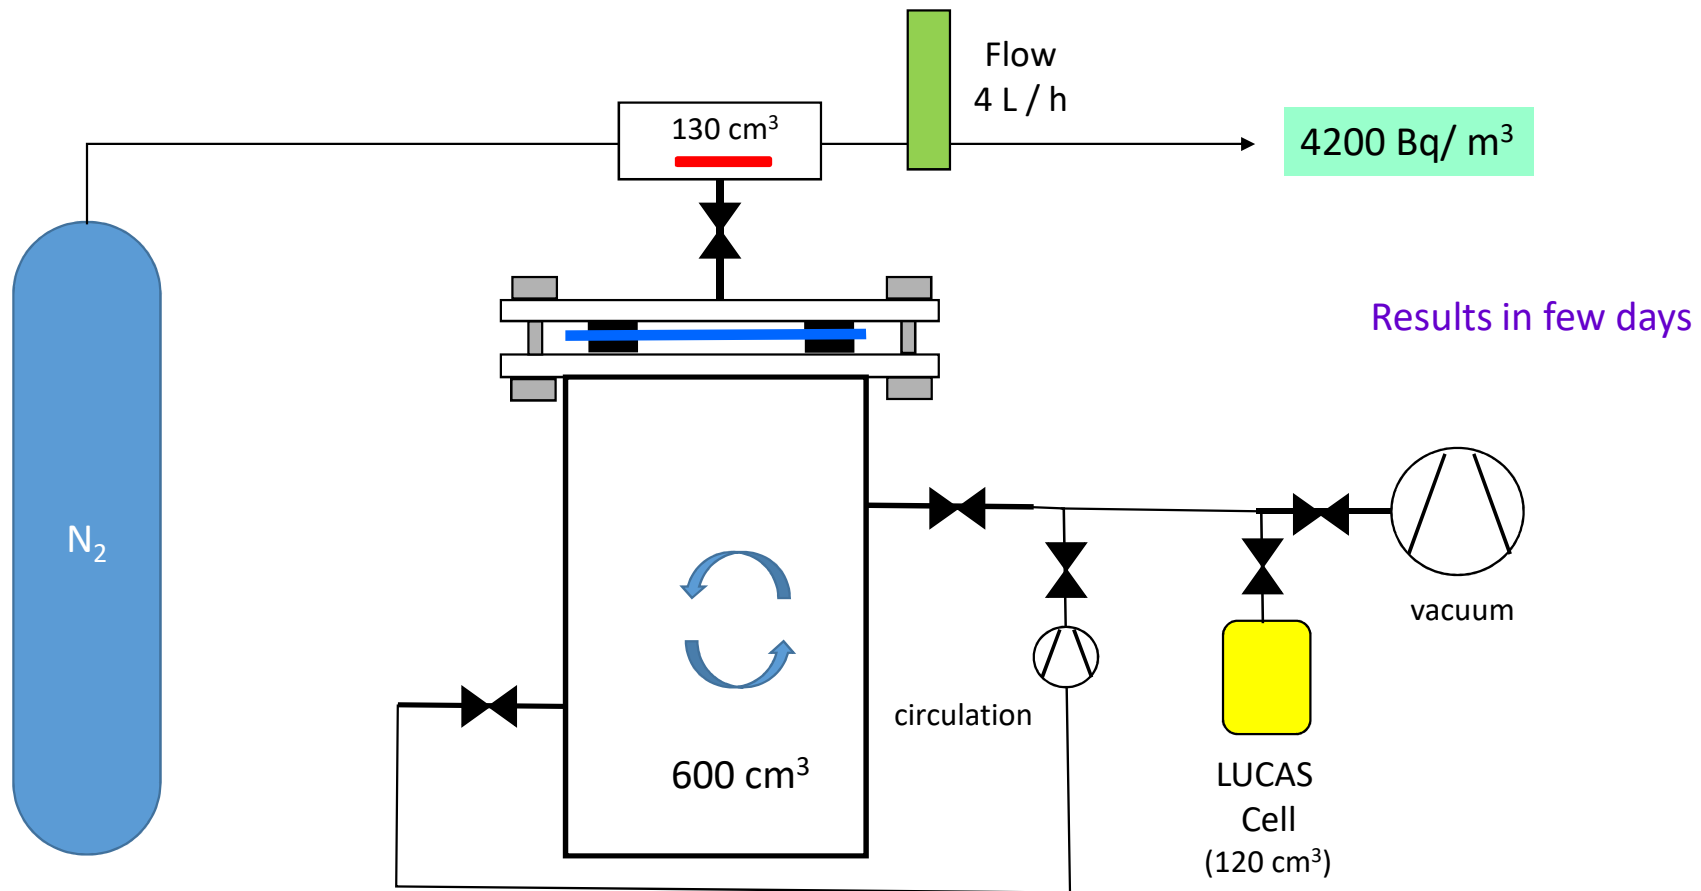 Flow
4 L / h
130 cm³
4200 Bq/ m³
Results in few days
N₂
vacuum
circulation
600 cm³
LUCAS
Cell
(120 cm³)